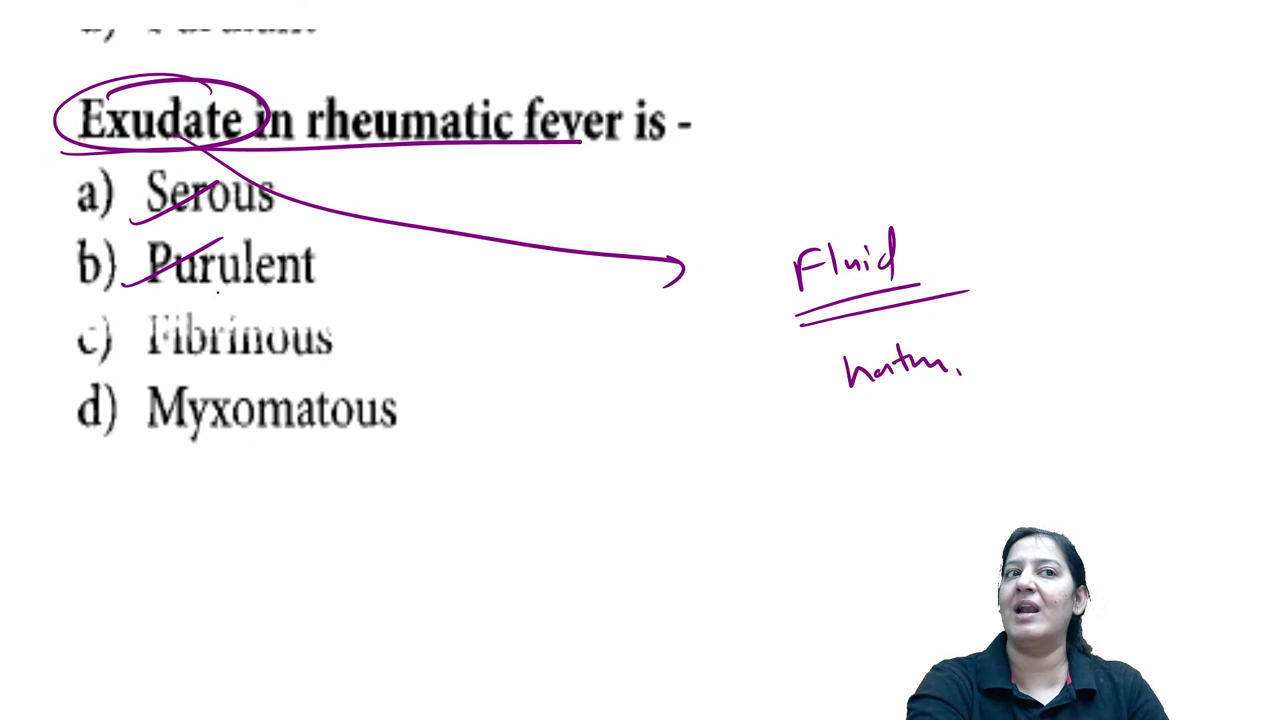 Exudate in rheumatic fever is -
a) Serous
b) Purulent
c) Fibrinous
d) Myxomatous
Fluid